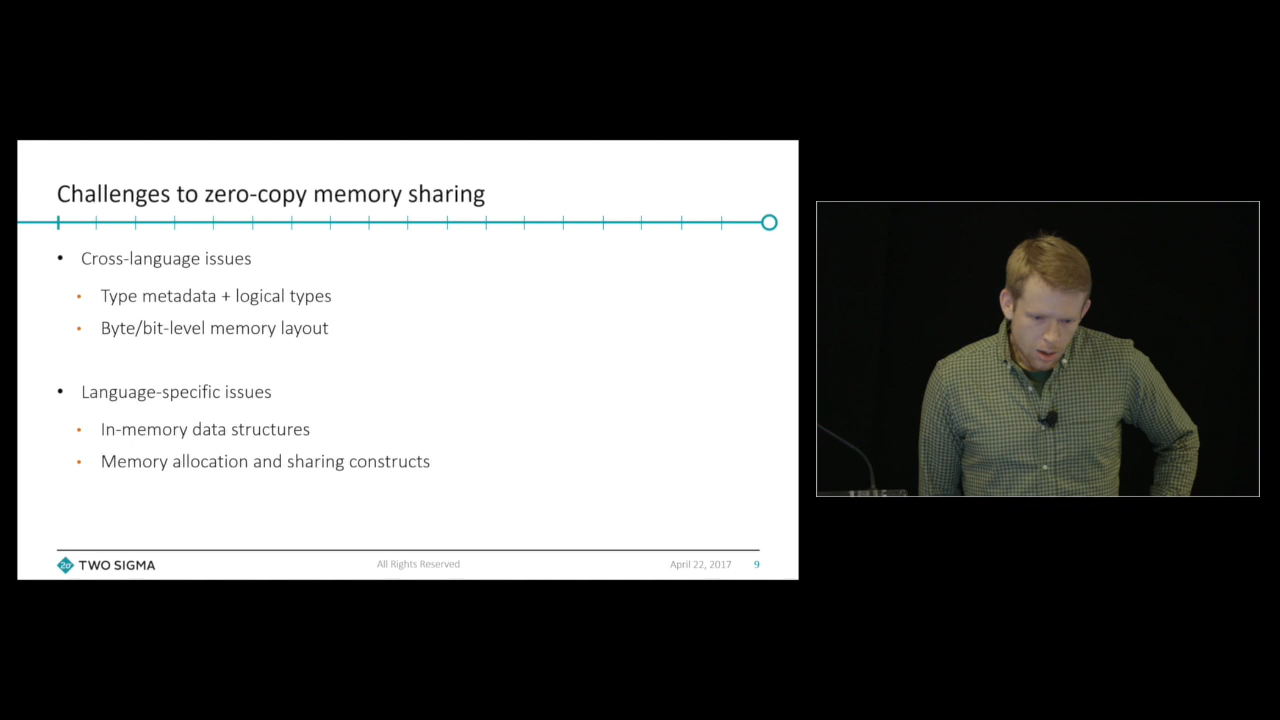 Challenges to zero-copy memory sharing
• Cross-language issues
• Type metadata + logical types
• Byte/bit-level memory layout
• Language-specific issues
• In-memory data structures
• Memory allocation and sharing constructs
2σ TWO SIGMA
All Rights Reserved
April 22, 2017
9